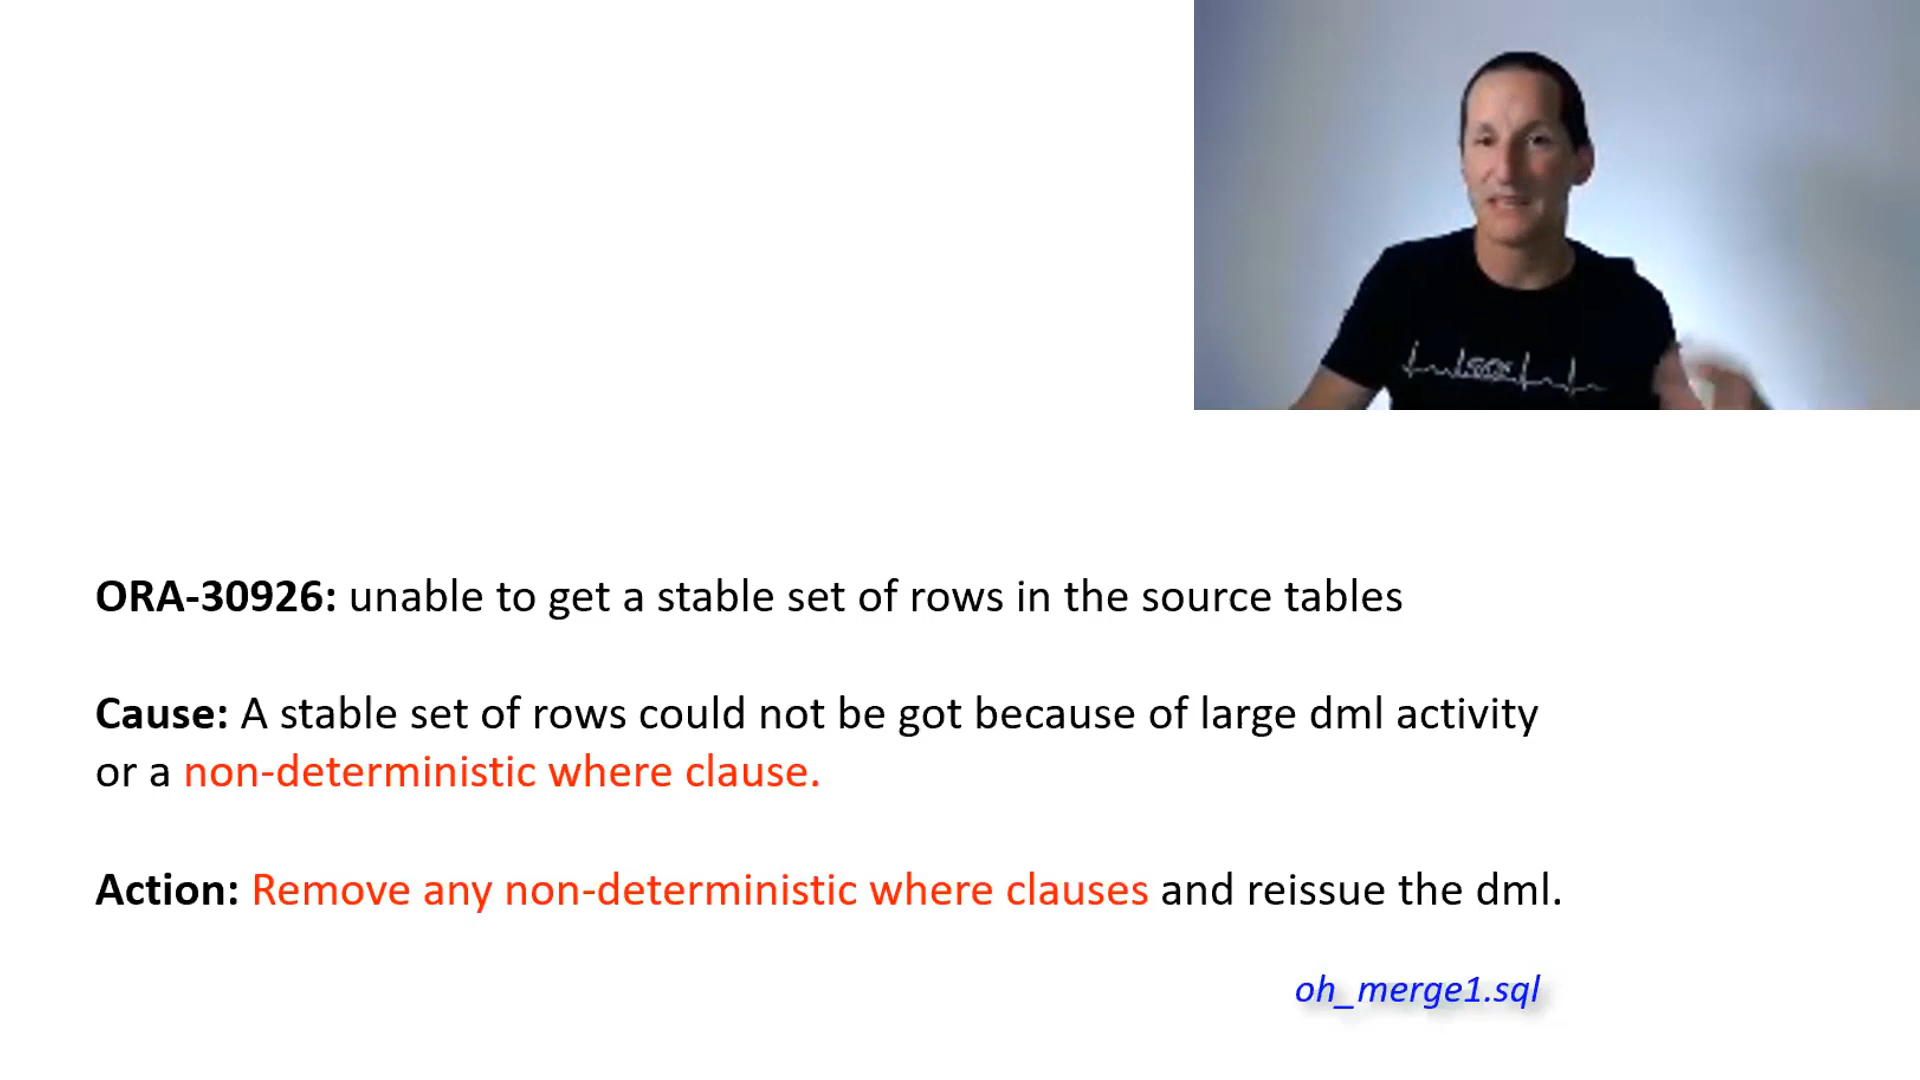 ORA-30926: unable to get a stable set of rows in the source tables
Cause: A stable set of rows could not be got because of large dml activity
or a non-deterministic where clause.
Action: Remove any non-deterministic where clauses and reissue the dml.
oh_merge1.sql